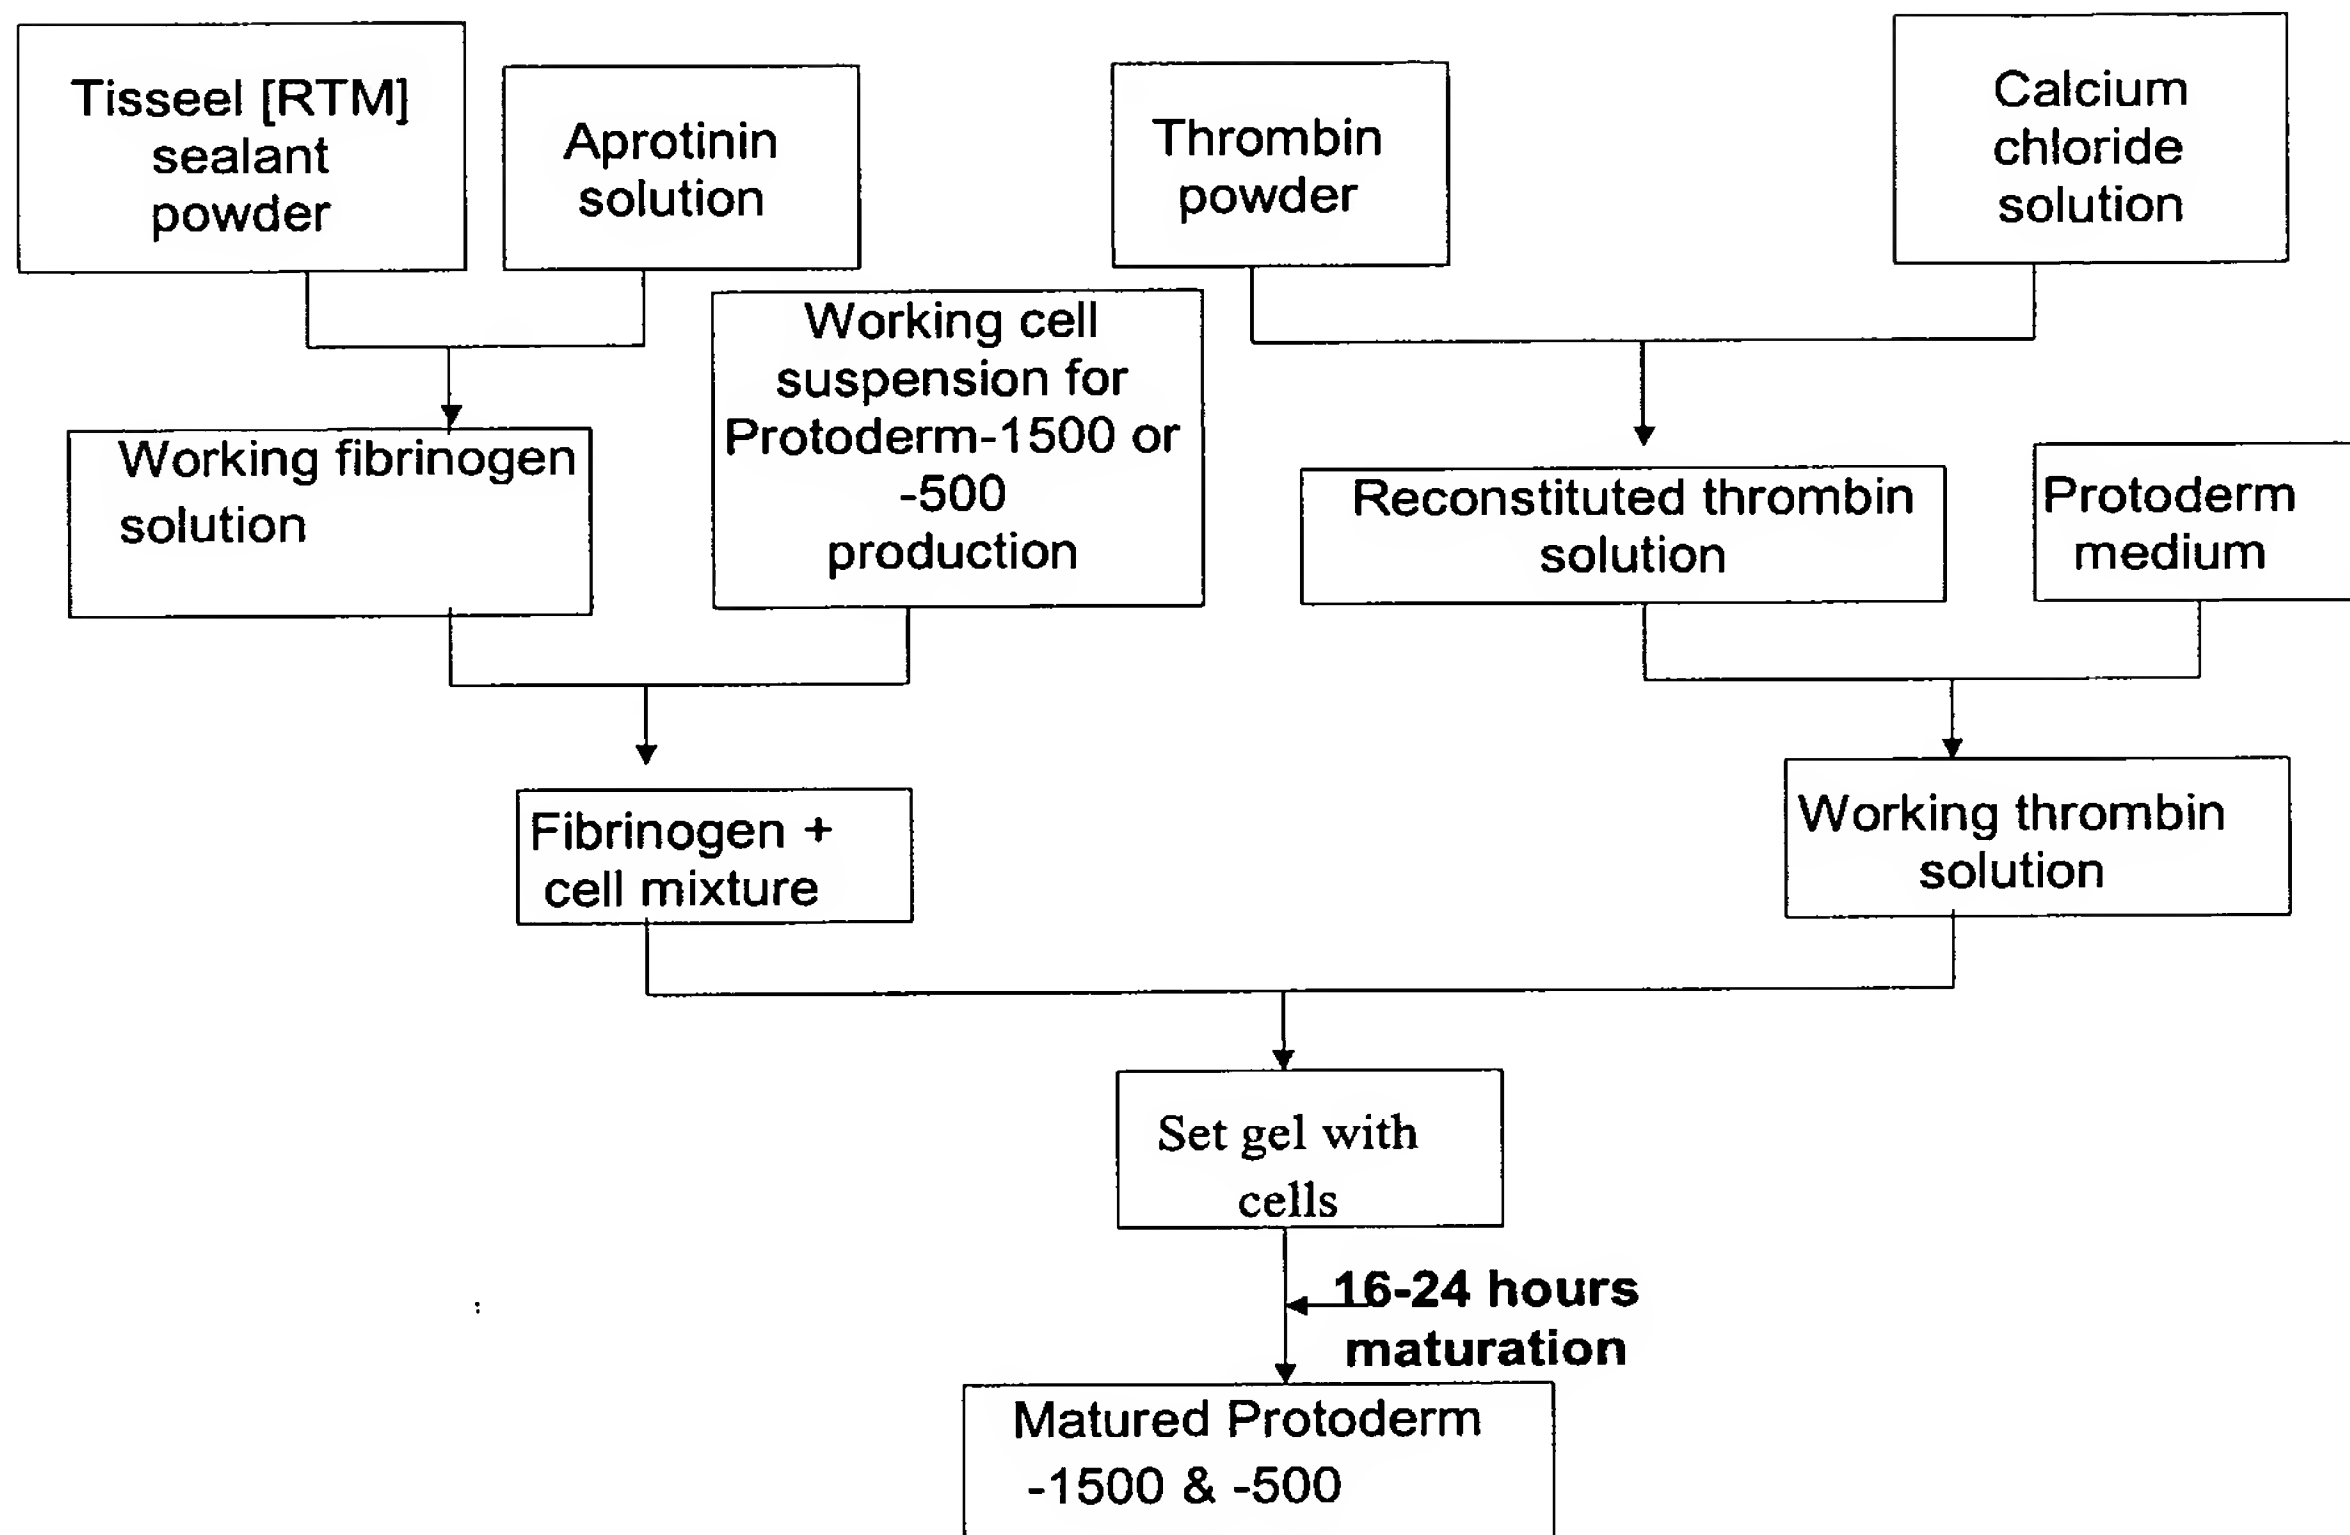 Tisseel [RTM]
sealant
powder
Aprotinin
solution
Thrombin
powder
Calcium
chloride
solution
Working cell
suspension for
Protoderm-1500 or
-500
production
Working fibrinogen
solution
Reconstituted thrombin
solution
Protoderm
medium
Fibrinogen +
cell mixture
Working thrombin
solution
Set gel with
cells
16-24 hours
maturation
Matured Protoderm
-1500 & -500